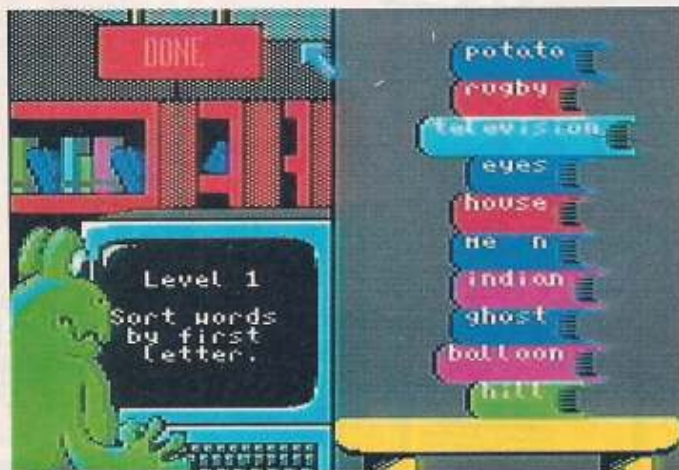 DONE
Level 1
Sort words
by first
letter.
potato
rugby
television
eyes
house
indian
ghost
balloon
hill